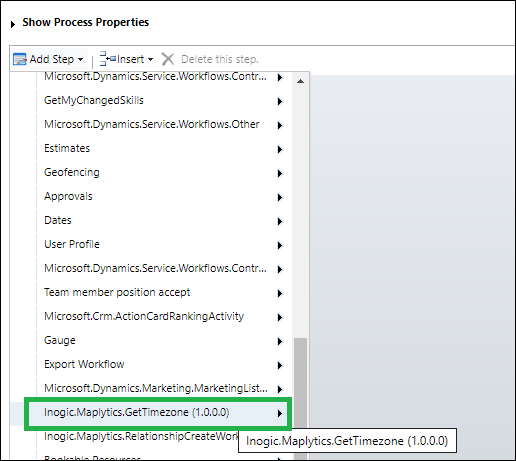 Show Process Properties
Add Step Insert Delete this step.
Microsoft.Dynamics.Service.Workflows.Contr...
GetMyChangedSkills
Microsoft.Dynamics.Service.Workflows.Other
Estimates
Geofencing
Approvals
Dates
User Profile
Microsoft.Dynamics.Service.Workflows.Contr...
Team member position accept
Microsoft.Crm.ActionCardRankingActivity
Gauge
Export Workflow
Microsoft.Dynamics.Marketing.MarketingList...
Inogic.Maplytics.GetTimezone (1.0.0.0)
Inogic.Maplytics.RelationshipCreateWork
Inogic.Maplytics.GetTimezone (1.0.0.0)
Bookable Resources